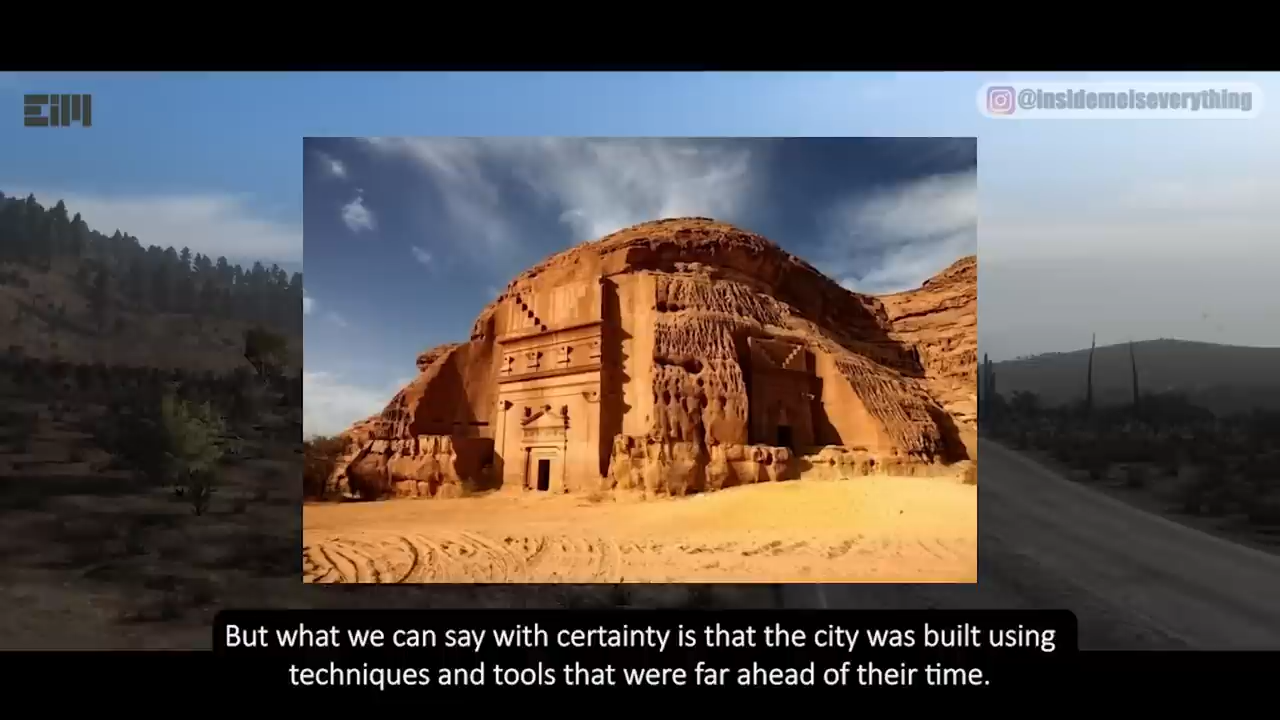 EiM
@insidemeiseverything
But what we can say with certainty is that the city was built using
techniques and tools that were far ahead of their time.